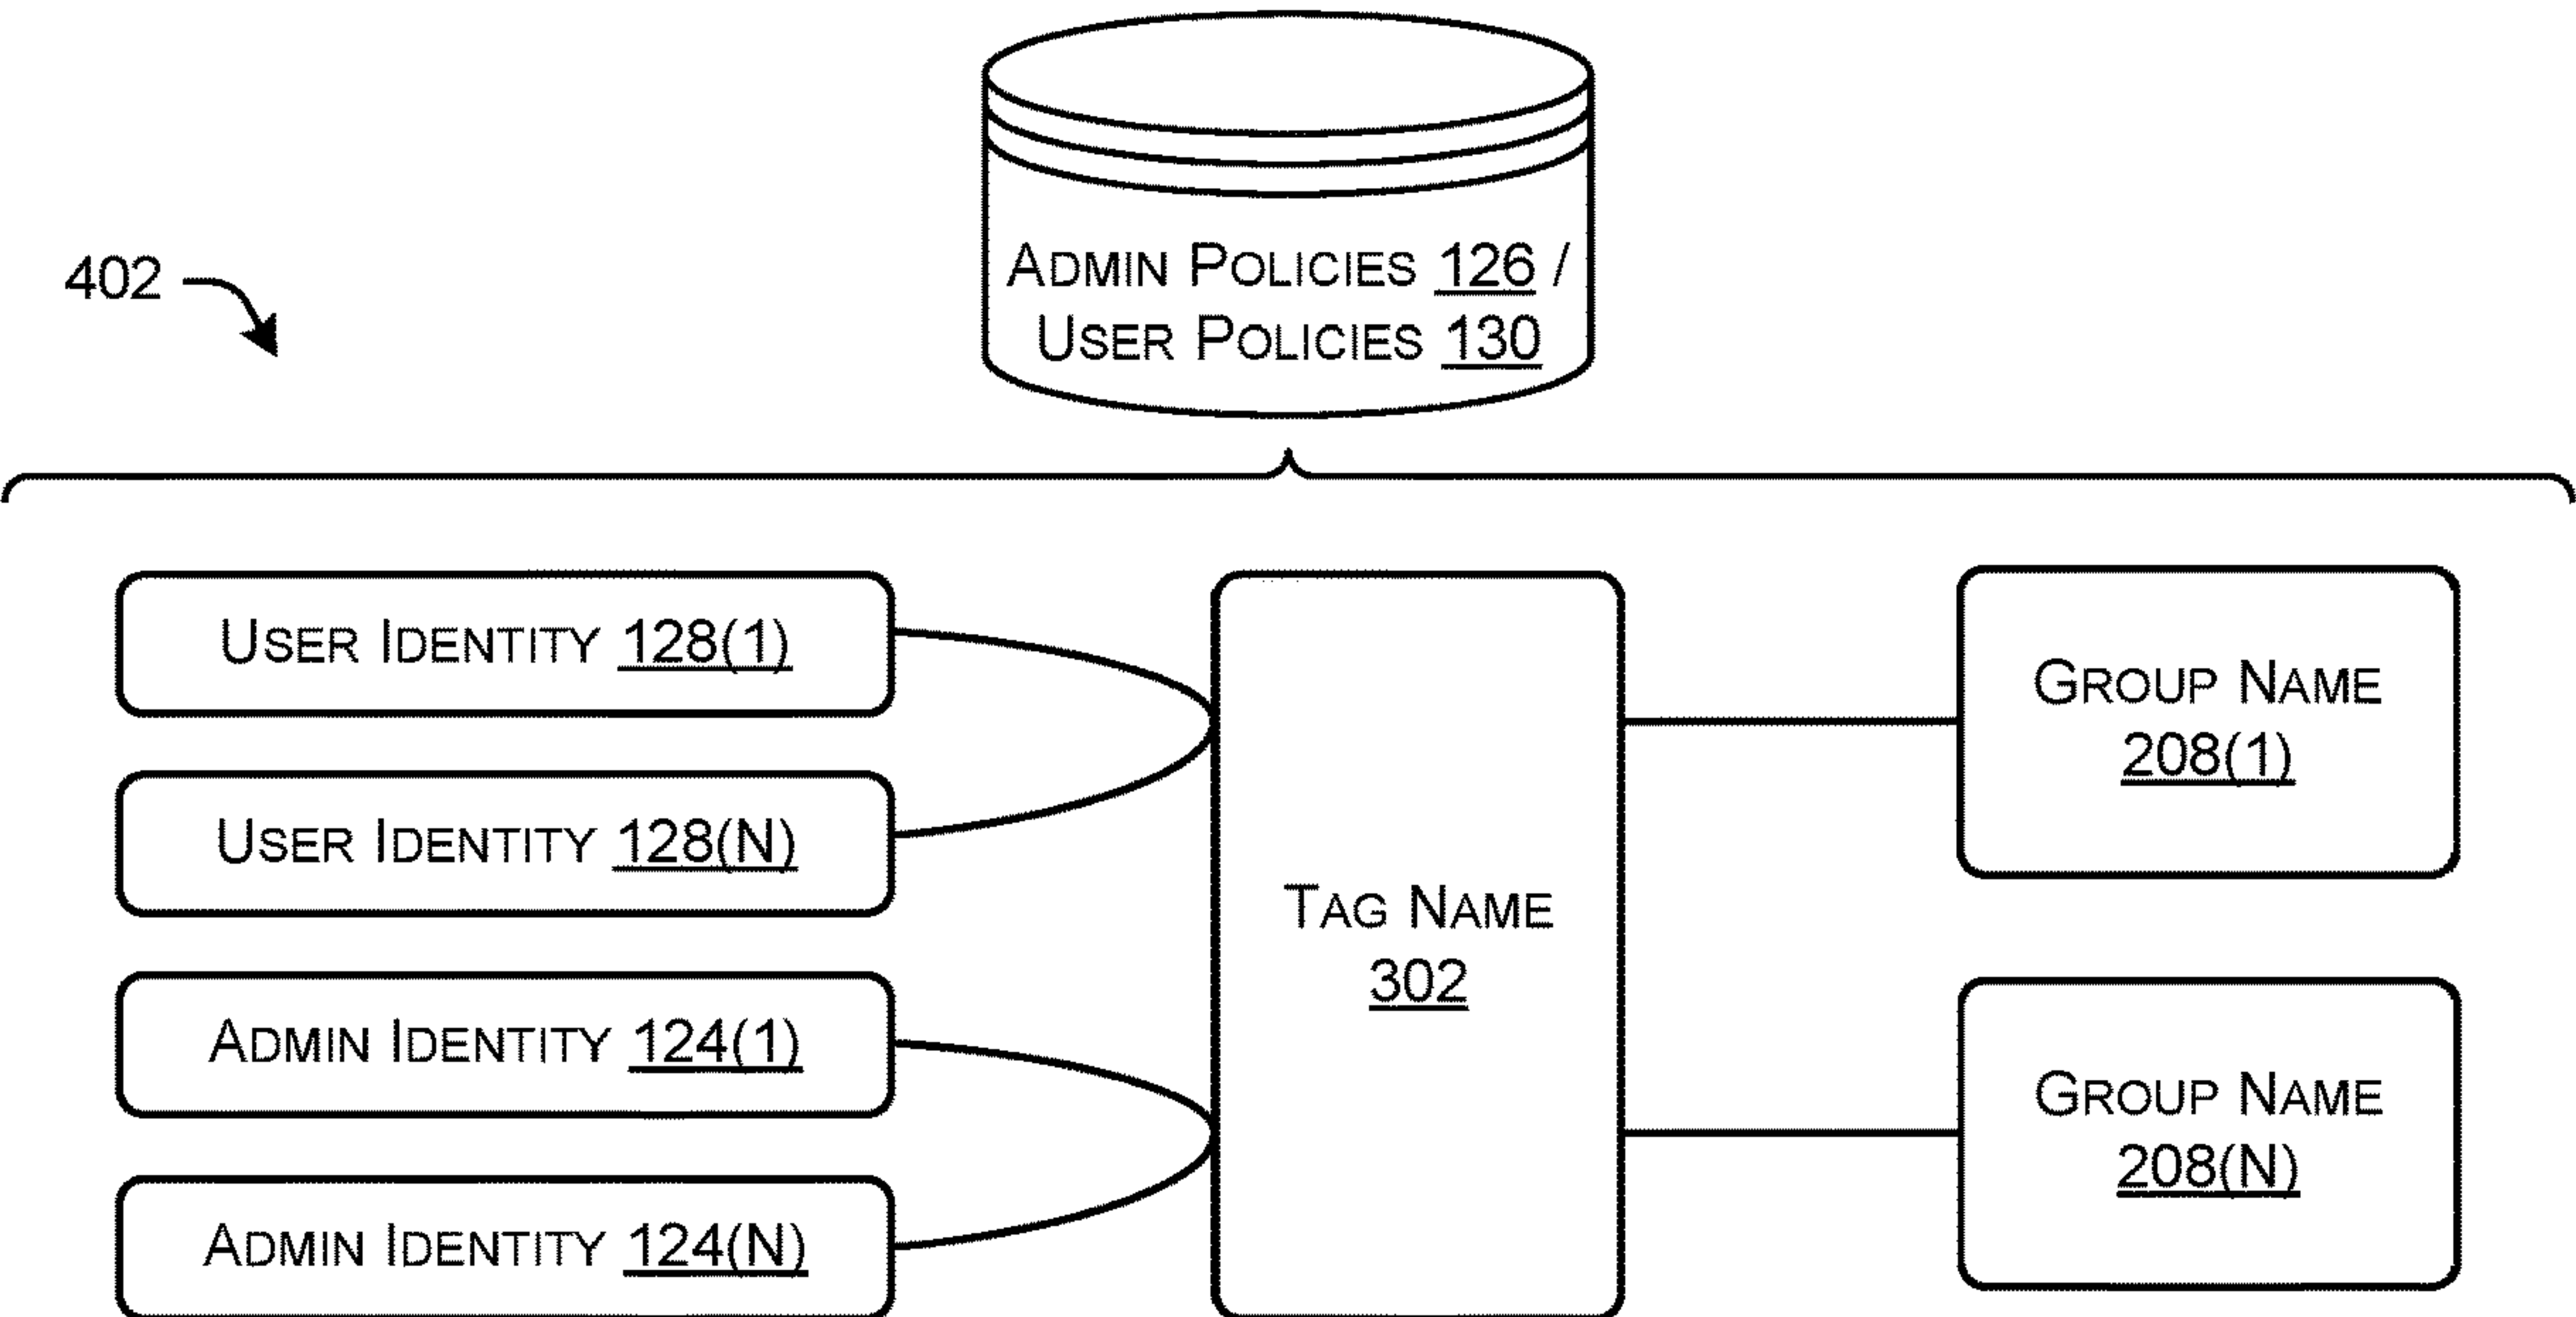 ADMIN POLICIES 126 /
USER POLICIES 130
402
USER IDENTITY 128(1)
USER IDENTITY 128(N)
ADMIN IDENTITY 124(1)
ADMIN IDENTITY 124(N)
TAG NAME
302
GROUP NAME
208(1)
GROUP NAME
208(N)